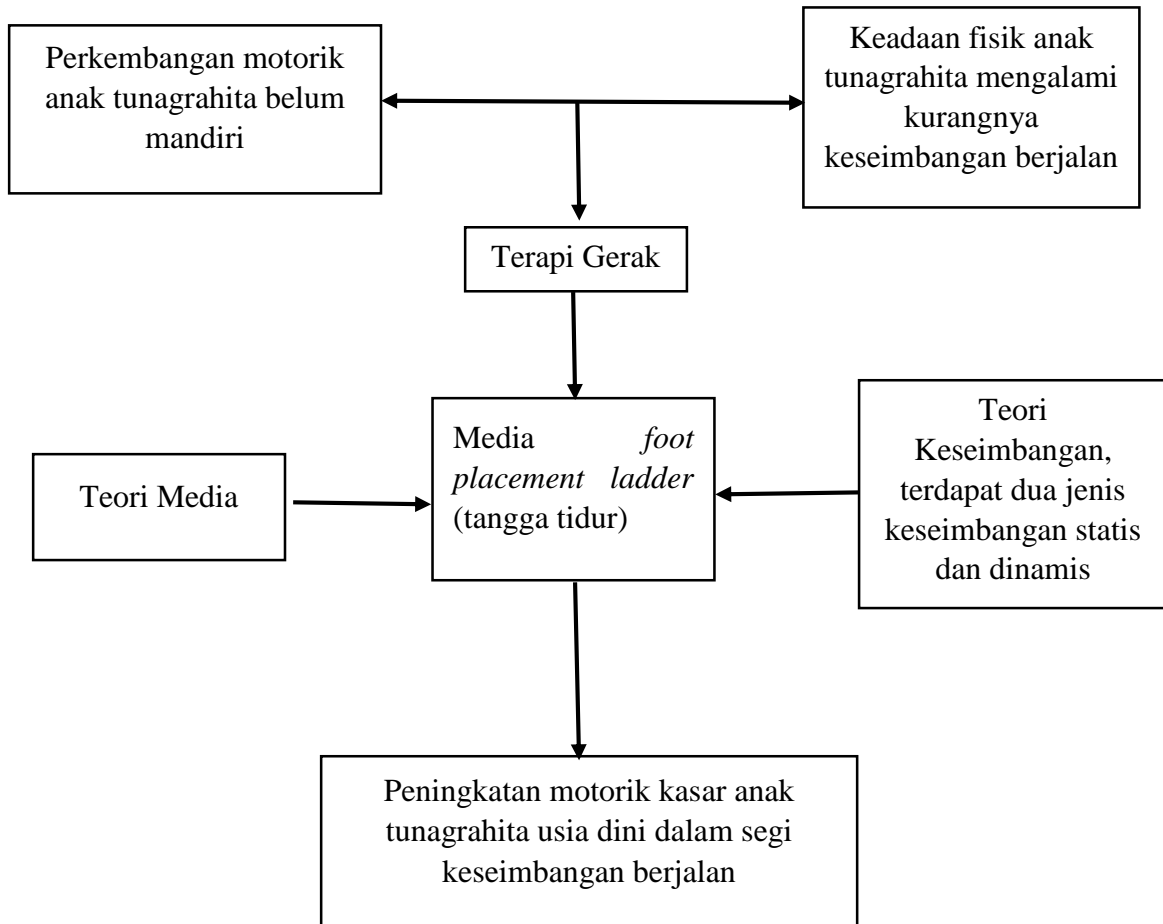 Perkembangan motorik
anak tunagrahita belum
mandiri
Keadaan fisik anak
tunagrahita mengalami
kurangnya
keseimbangan berjalan
Terapi Gerak
Teori Media
Media foot
placement ladder
(tangga tidur)
Teori
Keseimbangan,
terdapat dua jenis
keseimbangan statis
dan dinamis
Peningkatan motorik kasar anak
tunagrahita usia dini dalam segi
keseimbangan berjalan